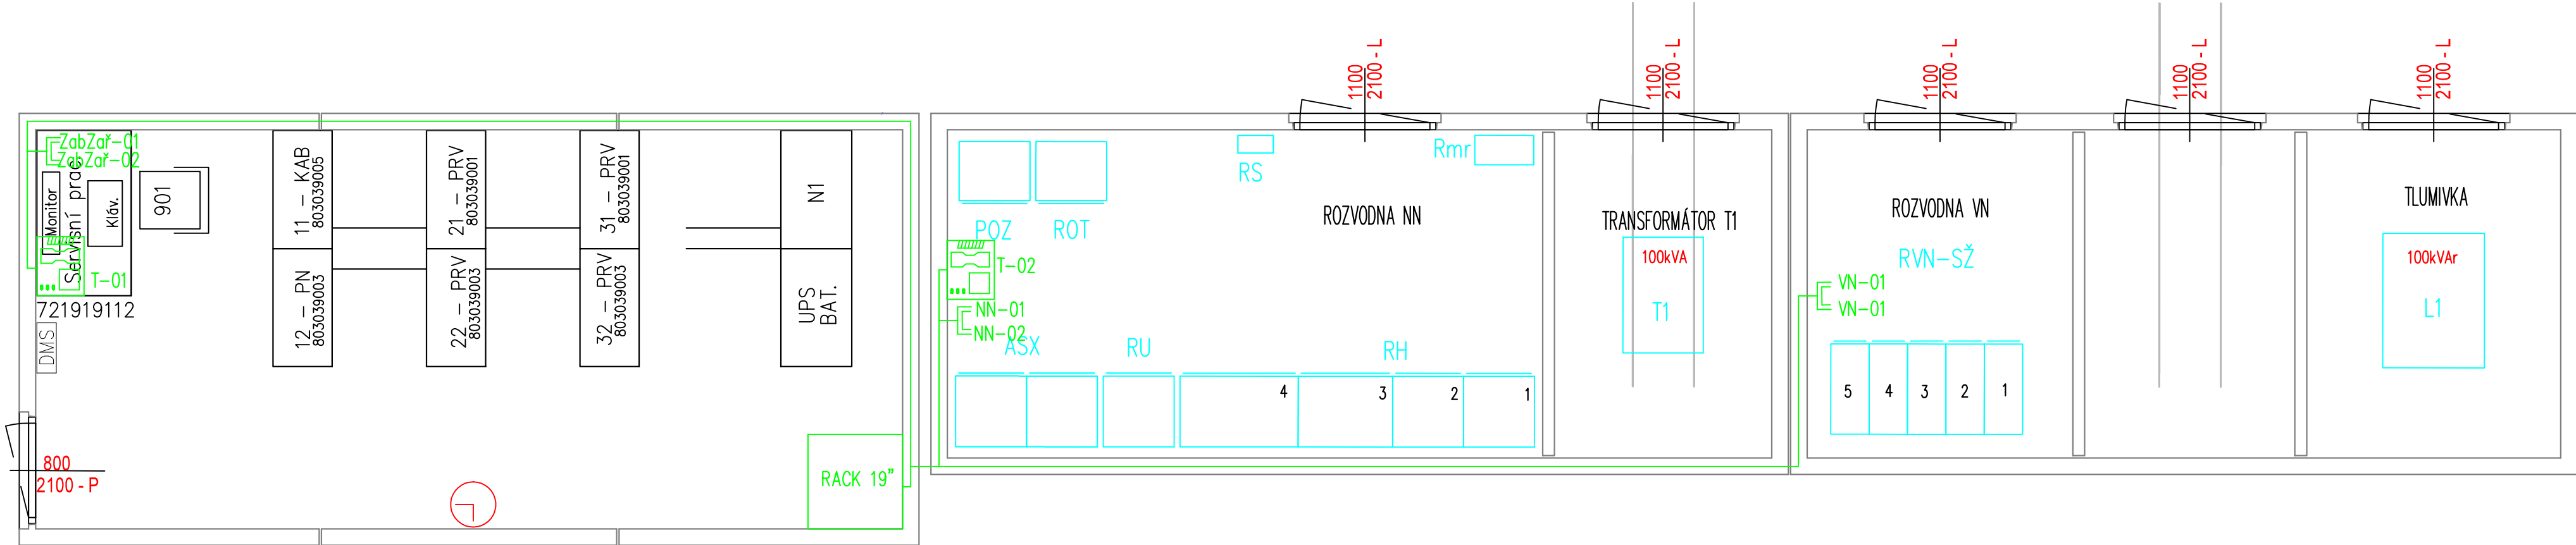 ZabZař-01
ZabZař-02
Servisní prac
Monitor
Kláv.
901
T-01
721919112
DMS
800
2100 - P
11 - KAB
803039005
12 - PN
803039003
21 - PRV
803039001
22 - PRV
803039003
31 - PRV
803039001
32 - PRV
803039003
N1
UPS
BAT.
RACK 19"
POZ
ROT
RS
Rmr
1100
2100 - L
ROZVODNA NN
T-02
NN-01
NN-02
ASX
RU
RH
4
3
2
1
1100
2100 - L
TRANSFORMÁTOR T1
100kVA
T1
1100
2100 - L
ROZVODNA VN
RVN-SŽ
VN-01
VN-01
5
4
3
2
1
1100
2100 - L
1100
2100 - L
TLUMIVKA
100kVAr
L1